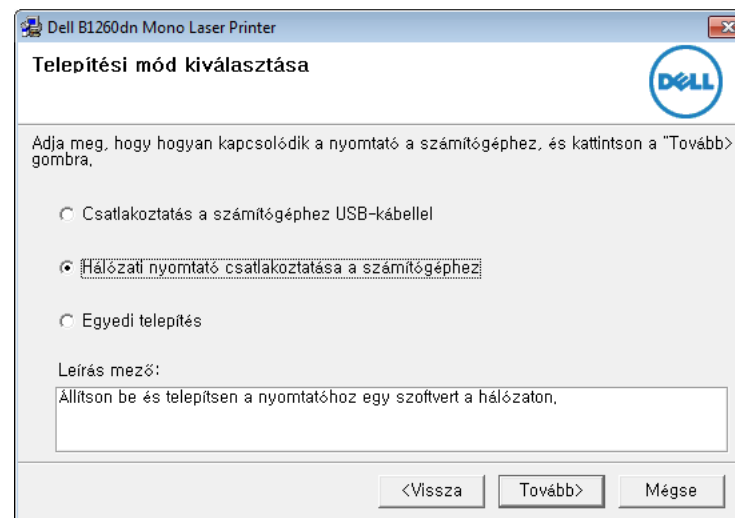 Dell B1260dn Mono Laser Printer
Telepítési mód kiválasztása
DELL
Adja meg, hogy hogyan kapcsolódik a nyomtató a számítógéphez, és kattintson a "Tovább>
gombra,
Csatlakoztatás a számítógéphez USB-kábellel
Hálózati nyomtató csatlakoztatása a számítógéphez
Egyedi telepítés
Leírás mező:
Állítson be és telepítsen a nyomtatóhoz egy szoftvert a hálózaton,
<Vissza Tovább> Mégse